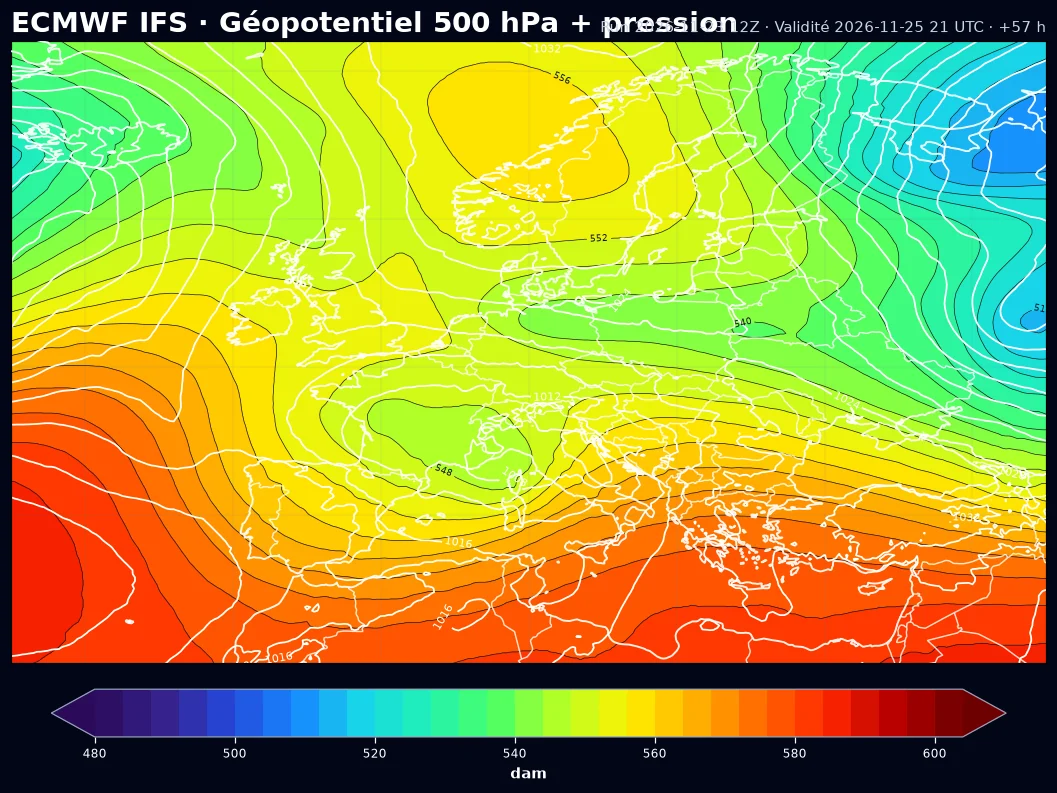 ECMWF IFS · Géopotentiel 500 hPa + pression
12Z · Validité 2026-11-25 21 UTC · +57 h
1032
556
552
540
51
1012
548
1016
1016
1016
480 500 520 540 560 580 600
dam